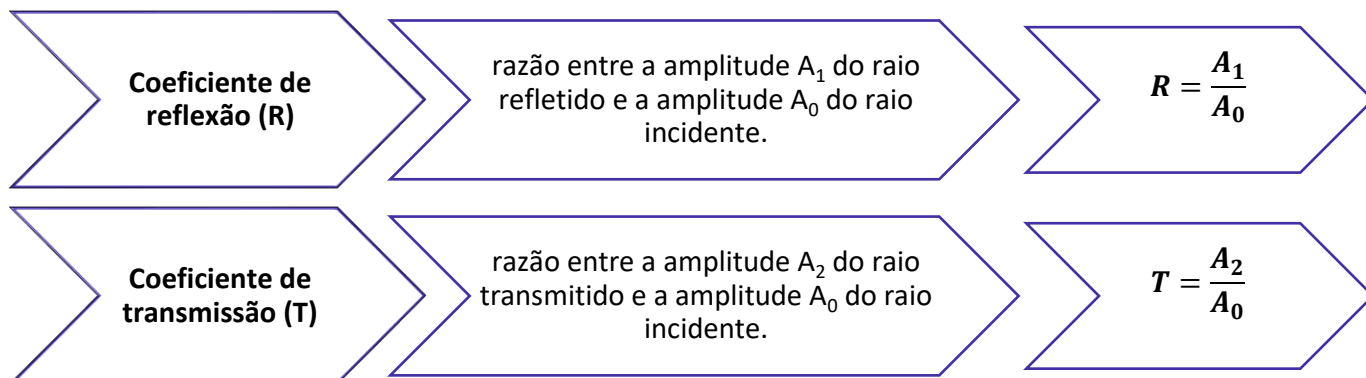 Coeficiente de
reflexão (R)
razão entre a amplitude A₁ do raio
refletido e a amplitude A₀ do raio
incidente.
R = A₁/A₀
Coeficiente de
transmissão (T)
razão entre a amplitude A₂ do raio
transmitido e a amplitude A₀ do raio
incidente.
T = A₂/A₀